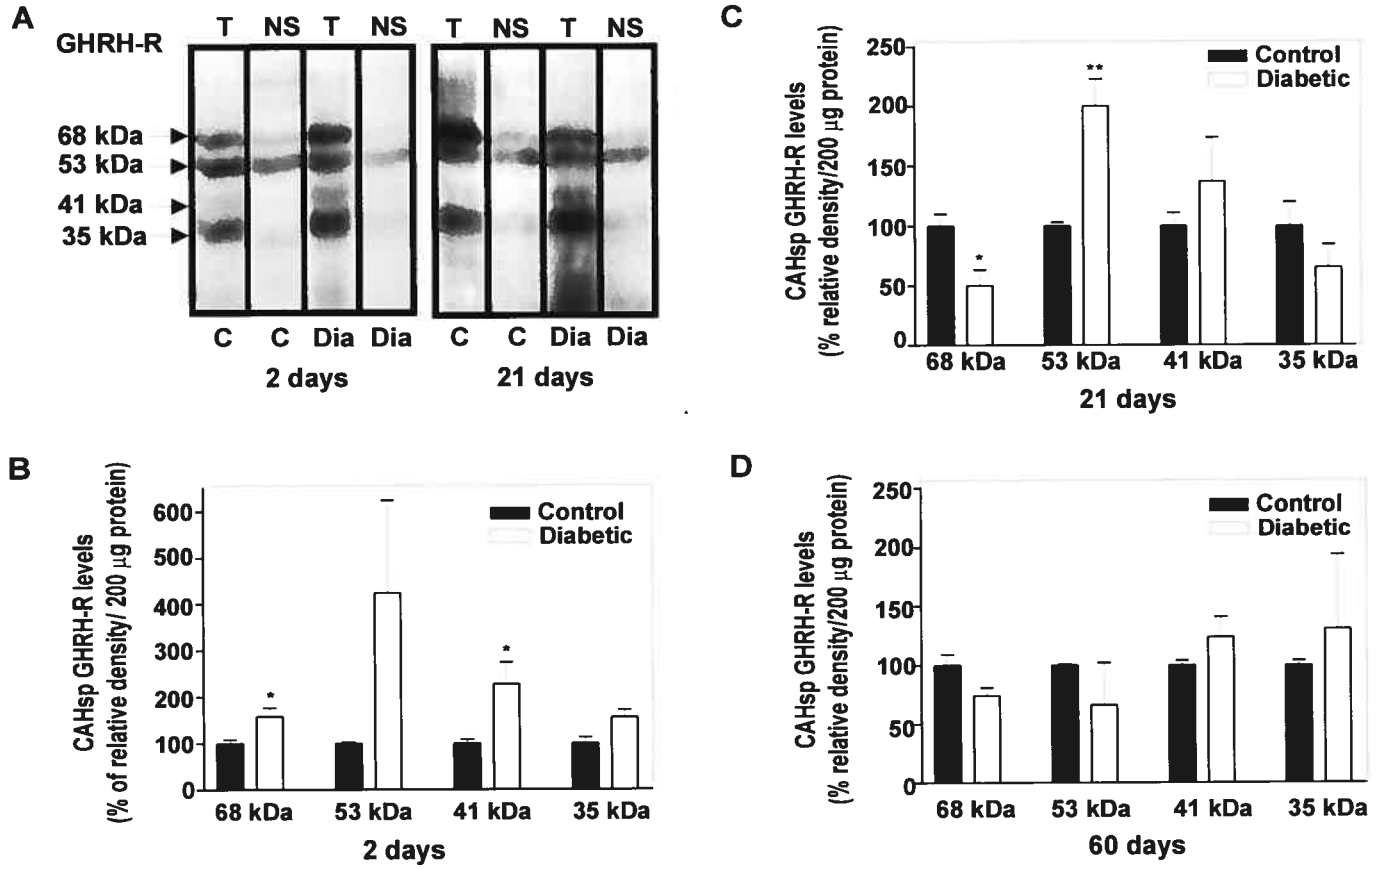 A
T NS T NS T NS T NS
GHRH-R
68 kDa
53 kDa
41 kDa
35 kDa
C C Dia Dia C C Dia Dia
2 days 21 days
B
CAHsp GHRH-R levels
(% of relative density/ 200 µg protein)
600
500
400
300
200
100
0
Control
Diabetic
*
*
68 kDa 53 kDa 41 kDa 35 kDa
2 days
C
CAHsp GHRH-R levels
(% relative density/200 µg protein)
250
200
150
100
50
0
Control
Diabetic
*
**
68 kDa 53 kDa 41 kDa 35 kDa
21 days
D
CAHsp GHRH-R levels
(% relative density/200 µg protein)
250
200
150
100
50
0
Control
Diabetic
68 kDa 53 kDa 41 kDa 35 kDa
60 days